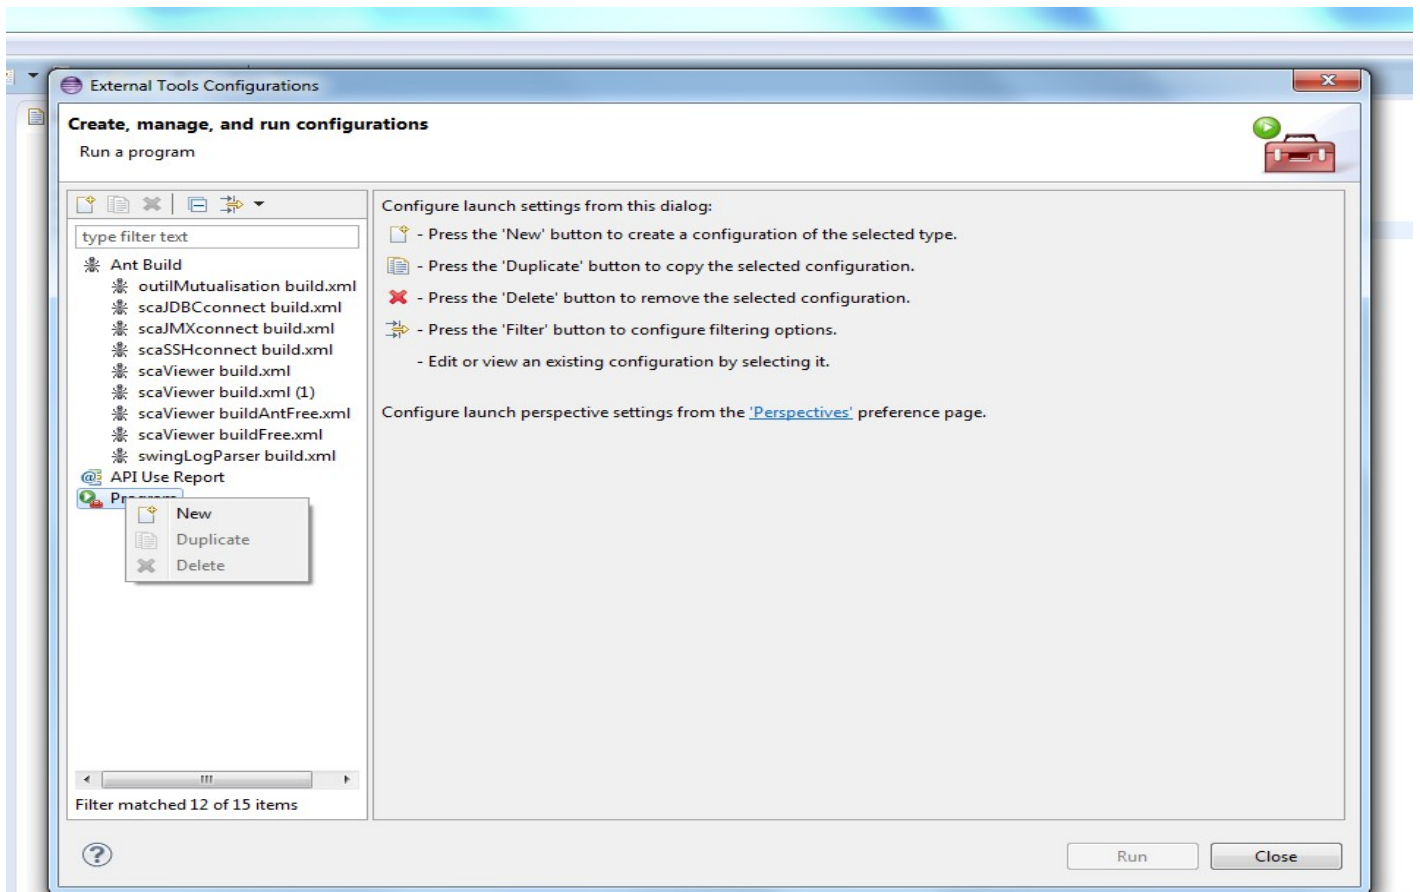 External Tools Configurations
Create, manage, and run configurations
Run a program
type filter text
Ant Build
outilMutualisation build.xml
scaJDBCconnect build.xml
scaJMXconnect build.xml
scaSSHconnect build.xml
scaViewer build.xml
scaViewer build.xml (1)
scaViewer buildAntFree.xml
scaViewer buildFree.xml
swingLogParser build.xml
API Use Report
New
Duplicate
Delete
Filter matched 12 of 15 items
Configure launch settings from this dialog:
- Press the 'New' button to create a configuration of the selected type.
- Press the 'Duplicate' button to copy the selected configuration.
- Press the 'Delete' button to remove the selected configuration.
- Press the 'Filter' button to configure filtering options.
- Edit or view an existing configuration by selecting it.
Configure launch perspective settings from the 'Perspectives' preference page.
Run
Close